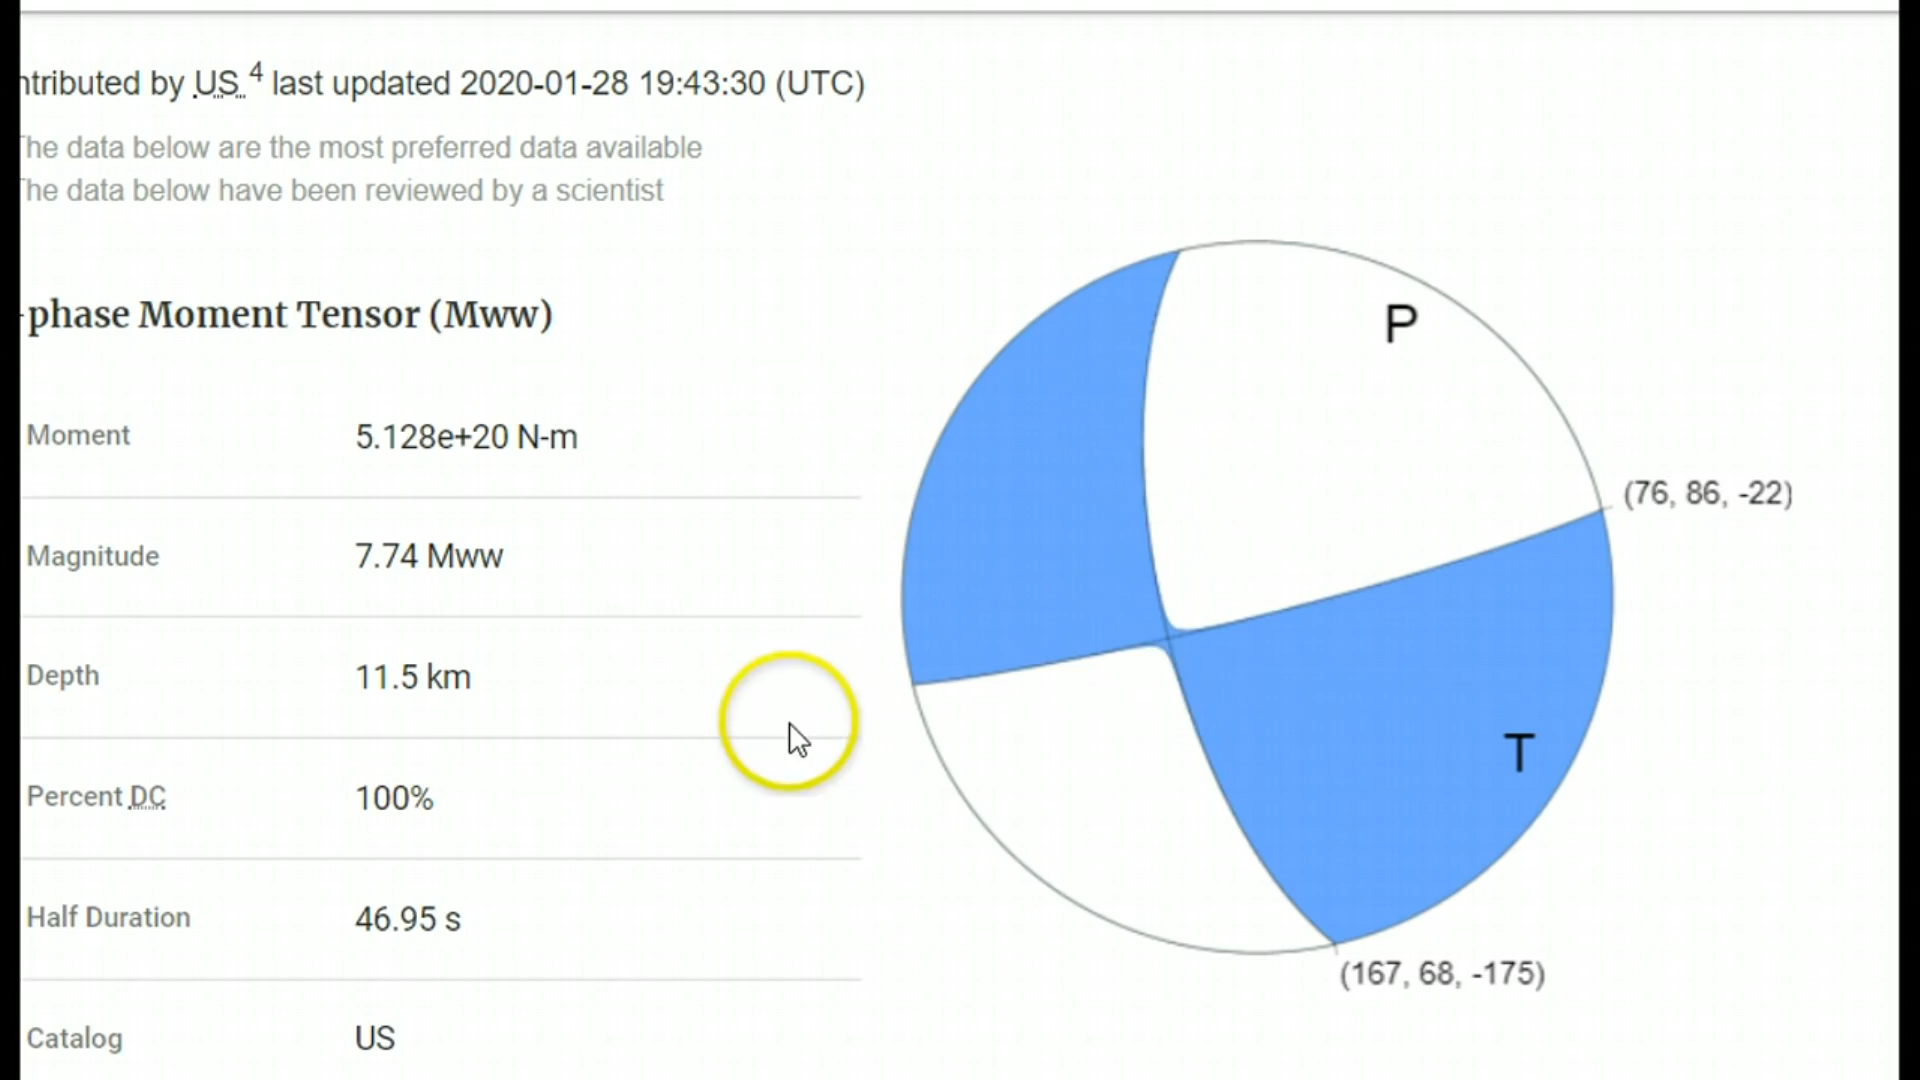 ntributed by US 4 last updated 2020-01-28 19:43:30 (UTC)
The data below are the most preferred data available
The data below have been reviewed by a scientist
-phase Moment Tensor (Mww)
Moment 5.128e+20 N-m
Magnitude 7.74 Mww
Depth 11.5 km
Percent DC 100%
Half Duration 46.95 s
Catalog US
P
(76, 86, -22)
T
(167, 68, -175)